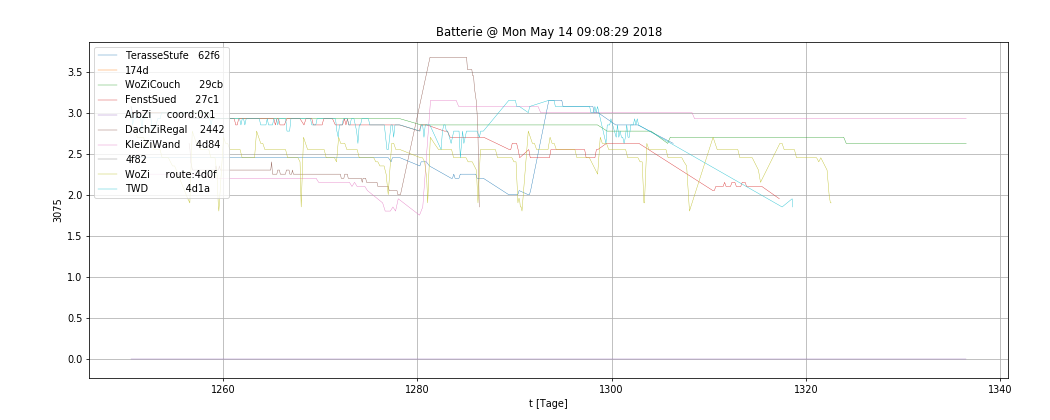 Batterie @ Mon May 14 09:08:29 2018
TerasseStufe 62f6
174d
WoZiCouch 29cb
FenstSued 27c1
ArbZi coord:0x1
DachZiRegal 2442
KleiZiWand 4d84
4f82
WoZi route:4d0f
TWD 4d1a
3.5
3.0
2.5
2.0
1.5
1.0
0.5
0.0
3075
1260 1280 1300 1320 1340
t [Tage]